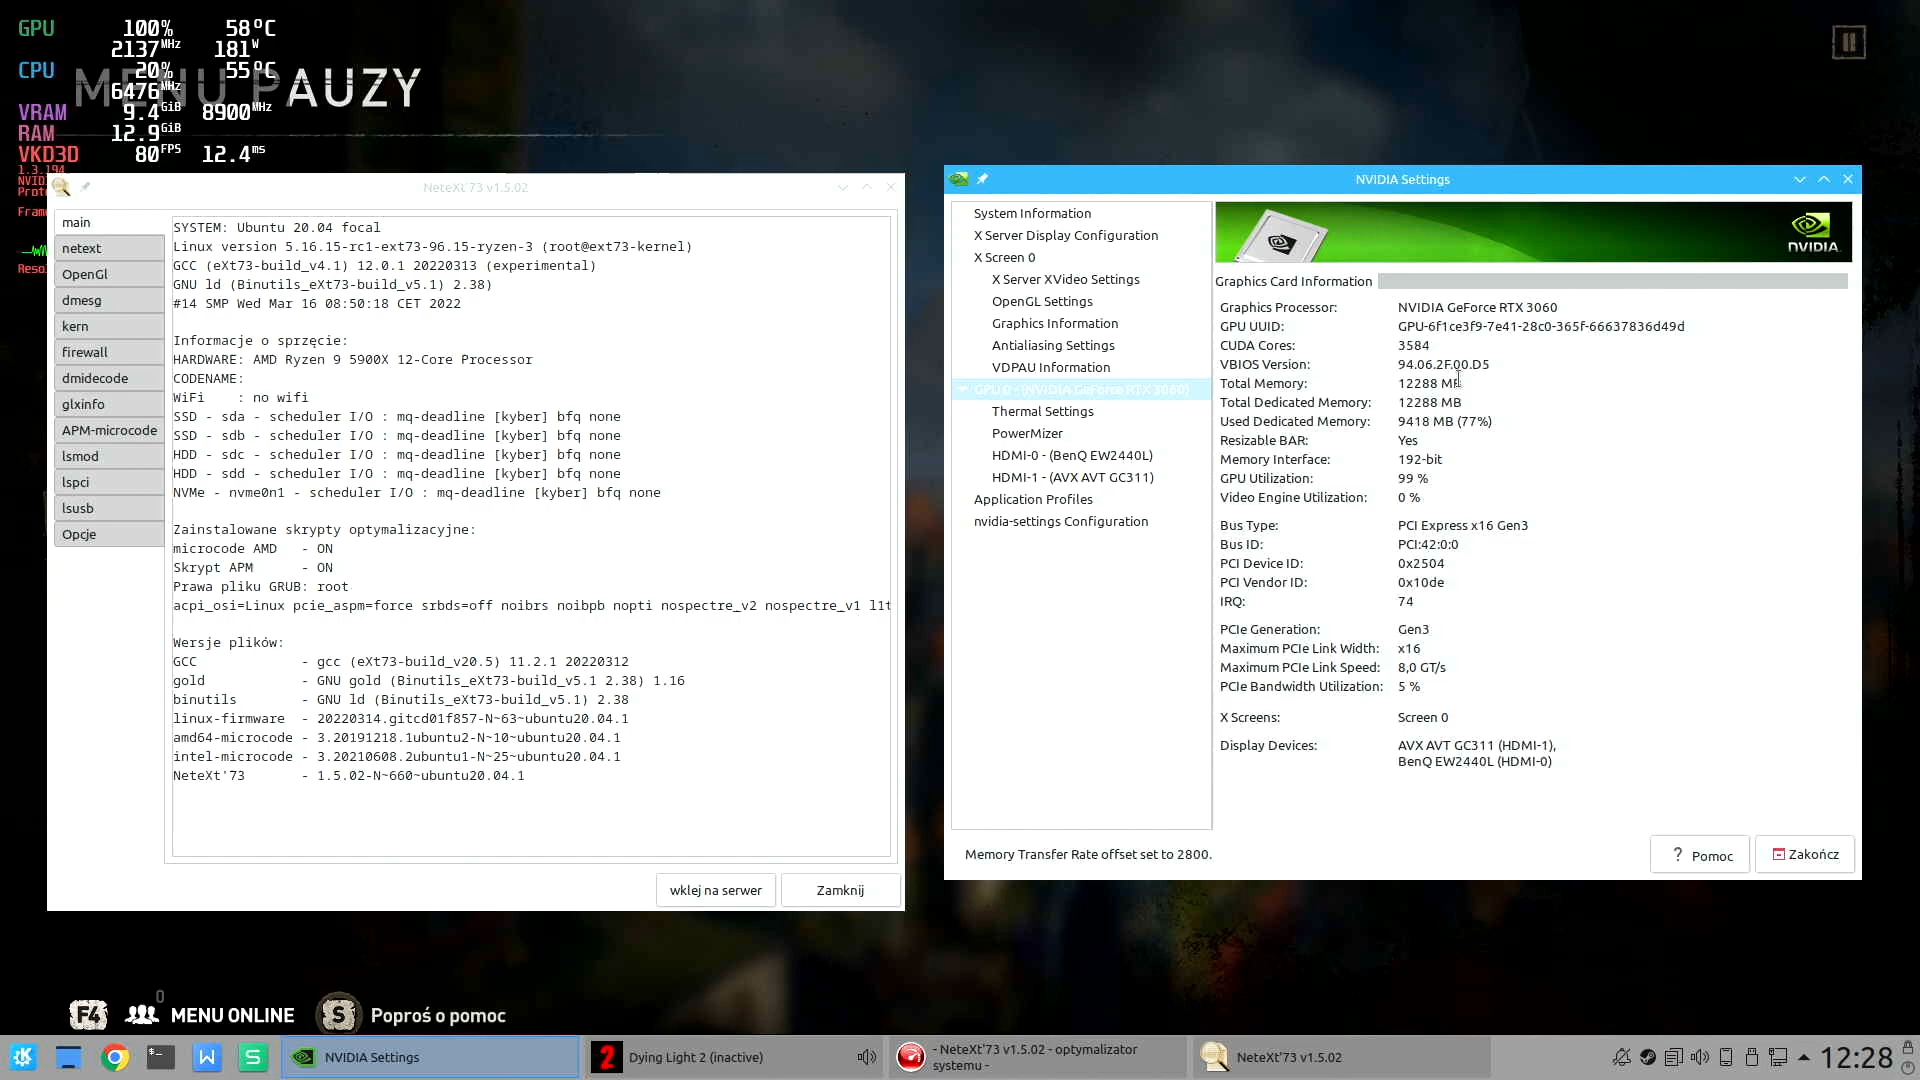 GPU 100% 58°C
2137MHz 181W
CPU 20% 55°C
6476MHz
MENU PAUZY
VRAM 9.4GiB 8900MHz
RAM 12.9GiB
VKD3D 80FPS 12.4ms
1.3.194
NVID
Prot
Fram
Reso
NeteXt'73 v1.5.02
main
netext
OpenGl
dmesg
kern
firewall
dmidecode
glxinfo
APM-microcode
lsmod
lspci
lsusb
Opcje
SYSTEM: Ubuntu 20.04 focal
Linux version 5.16.15-rc1-ext73-96.15-ryzen-3 (root@ext73-kernel)
GCC (eXt73-build_v4.1) 12.0.1 20220313 (experimental)
GNU ld (Binutils_eXt73-build_v5.1) 2.38)
#14 SMP Wed Mar 16 08:50:18 CET 2022
Informacje o sprzęcie:
HARDWARE: AMD Ryzen 9 5900X 12-Core Processor
CODENAME:
WiFi : no wifi
SSD - sda - scheduler I/O : mq-deadline [kyber] bfq none
SSD - sdb - scheduler I/O : mq-deadline [kyber] bfq none
HDD - sdc - scheduler I/O : mq-deadline [kyber] bfq none
HDD - sdd - scheduler I/O : mq-deadline [kyber] bfq none
NVMe - nvme0n1 - scheduler I/O : mq-deadline [kyber] bfq none
Zainstalowane skrypty optymalizacyjne:
microcode AMD - ON
Skrypt APM - ON
Prawa pliku GRUB: root
acpi_osi=Linux pcie_aspm=force srbds=off noibrs noibpb nopti nospectre_v2 nospectre_v1 l1t
Wersje plików:
GCC - gcc (eXt73-build_v20.5) 11.2.1 20220312
gold - GNU gold (Binutils_eXt73-build_v5.1 2.38) 1.16
binutils - GNU ld (Binutils_eXt73-build_v5.1) 2.38
linux-firmware - 20220314.gitcd01f857-N~63~ubuntu20.04.1
amd64-microcode - 3.20191218.1ubuntu2-N~10~ubuntu20.04.1
intel-microcode - 3.20210608.2ubuntu1-N~25~ubuntu20.04.1
NeteXt'73 - 1.5.02-N~660~ubuntu20.04.1
wklej na serwer
Zamknij
NVIDIA Settings
System Information
X Server Display Configuration
X Screen 0
X Server XVideo Settings
OpenGL Settings
Graphics Information
Antialiasing Settings
VDPAU Information
GPU 0 - (NVIDIA GeForce RTX 3060)
Thermal Settings
PowerMizer
HDMI-0 - (BenQ EW2440L)
HDMI-1 - (AVX AVT GC311)
Application Profiles
nvidia-settings Configuration
NVIDIA.
Graphics Card Information
Graphics Processor: NVIDIA GeForce RTX 3060
GPU UUID: GPU-6f1ce3f9-7e41-28c0-365f-66637836d49d
CUDA Cores: 3584
VBIOS Version: 94.06.2F.00.D5
Total Memory: 12288 MB
Total Dedicated Memory: 12288 MB
Used Dedicated Memory: 9418 MB (77%)
Resizable BAR: Yes
Memory Interface: 192-bit
GPU Utilization: 99 %
Video Engine Utilization: 0 %
Bus Type: PCI Express x16 Gen3
Bus ID: PCI:42:0:0
PCI Device ID: 0x2504
PCI Vendor ID: 0x10de
IRQ: 74
PCIe Generation: Gen3
Maximum PCIe Link Width: x16
Maximum PCIe Link Speed: 8,0 GT/s
PCIe Bandwidth Utilization: 5 %
X Screens: Screen 0
Display Devices: AVX AVT GC311 (HDMI-1),
BenQ EW2440L (HDMI-0)
Memory Transfer Rate offset set to 2800.
? Pomoc
Zakończ
F4 0 MENU ONLINE S Poproś o pomoc
NVIDIA Settings
2 Dying Light 2 (inactive)
- NeteXt'73 v1.5.02 - optymalizator
systemu -
NeteXt'73 v1.5.02
12:28